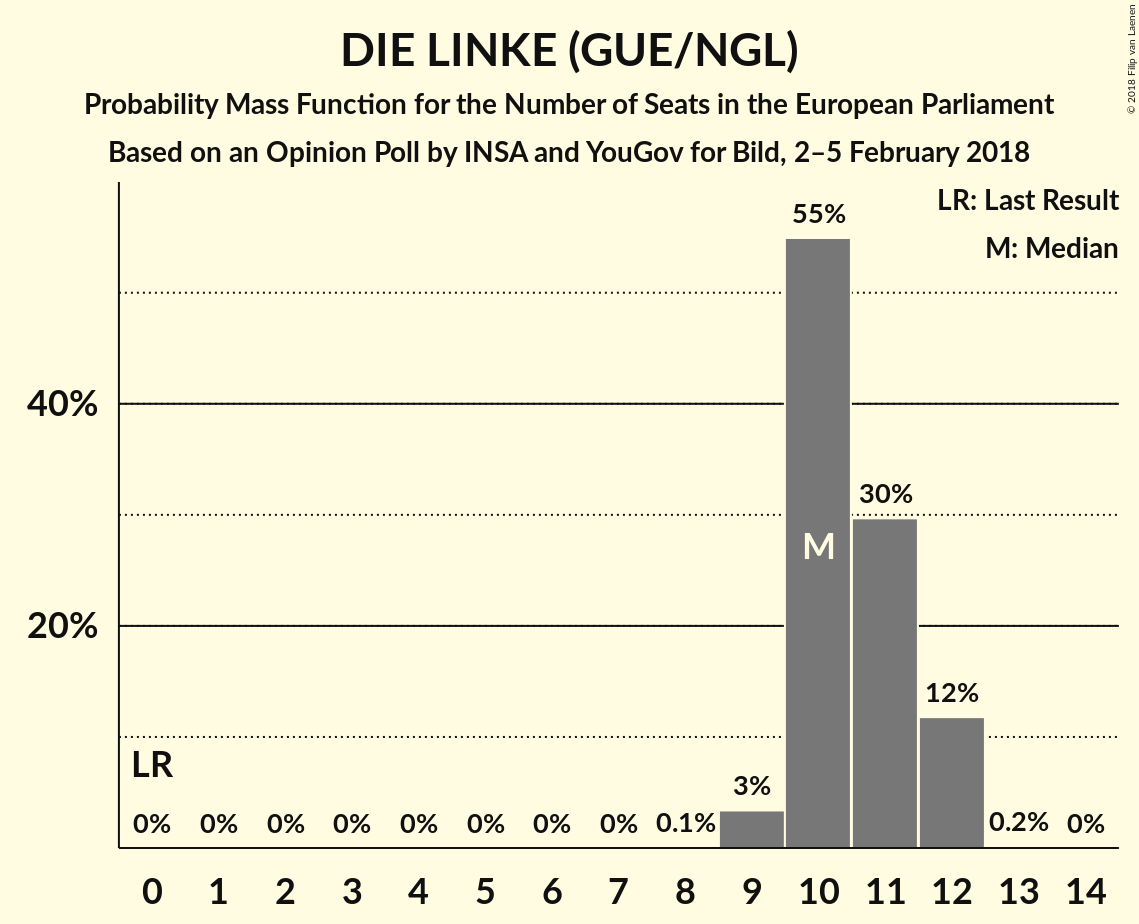 DIE LINKE (GUE/NGL)
Probability Mass Function for the Number of Seats in the European Parliament
Based on an Opinion Poll by INSA and YouGov for Bild, 2–5 February 2018
© 2018 Filip van Laenen
LR: Last Result
M: Median
55%
40%
30%
M
20%
12%
LR
3%
0% 0% 0% 0% 0% 0% 0% 0% 0.1% 0.2% 0%
0 1 2 3 4 5 6 7 8 9 10 11 12 13 14